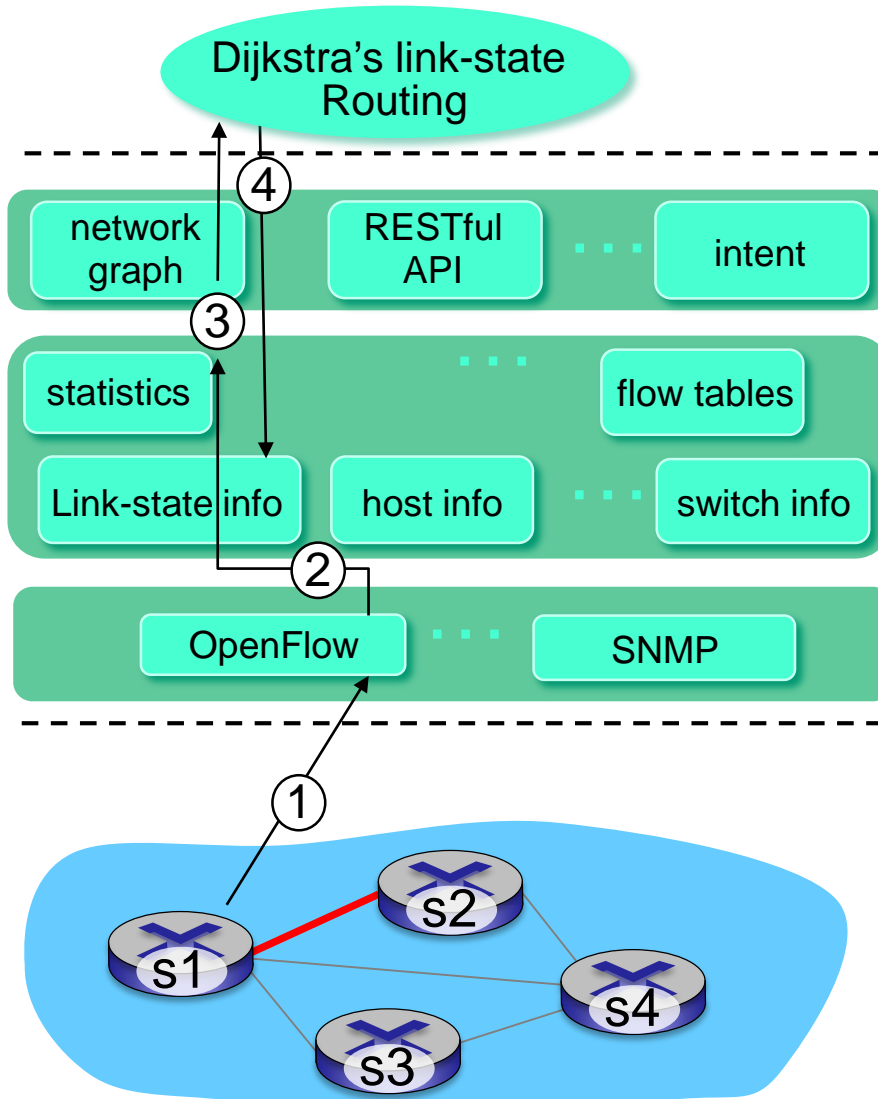 Dijkstra's link-state
Routing
4
network
graph
RESTful
API
. . .
intent
3
statistics
. . .
flow tables
Link-state info
host info
. . .
switch info
2
OpenFlow
. . .
SNMP
1
s2
s1
s4
s3